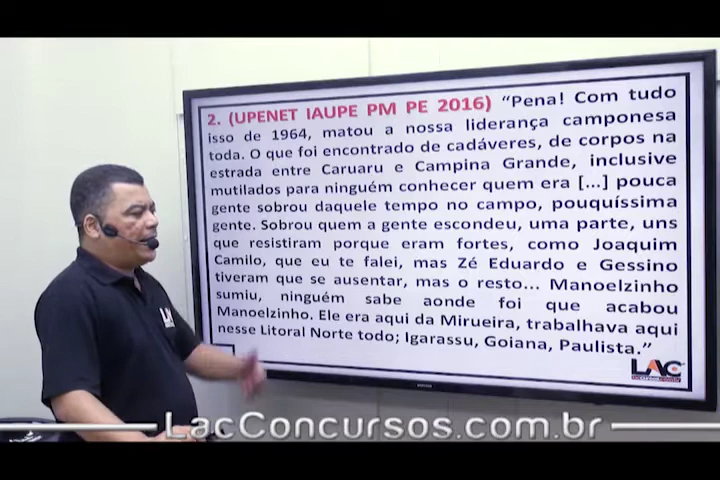 2. (UPENET IAUPE PM PE 2016) “Pena! Com tudo
isso de 1964, matou a nossa liderança camponesa
toda. O que foi encontrado de cadáveres, de corpos na
estrada entre Caruaru e Campina Grande, inclusive
mutilados para ninguém conhecer quem era [...] pouca
gente sobrou daquele tempo no campo, pouquíssima
gente. Sobrou quem a gente escondeu, uma parte, uns
que resistiram porque eram fortes, como Joaquim
Camilo, que eu te falei, mas Zé Eduardo e Gessino
tiveram que se ausentar, mas o resto... Manoelzinho
sumiu, ninguém sabe aonde foi que acabou
Manoelzinho. Ele era aqui da Mirueira, trabalhava aqui
nesse Litoral Norte todo; Igarassu, Goiana, Paulista.”
LAC
LAC
LacConcursos.com.br